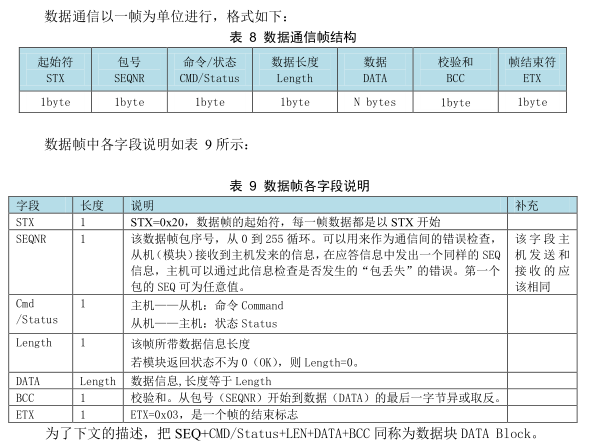 数据通信以一帧为单位进行，格式如下：
表 8 数据通信帧结构
起始符 包号 命令/状态 数据长度 数据 校验和 帧结束符
STX SEQNR CMD/Status Length DATA BCC ETX
1byte 1byte 1byte 1byte N bytes 1byte 1byte
数据帧中各字段说明如表 9 所示：
表 9 数据帧各字段说明
字段 长度 说明 补充
STX 1 STX=0x20，数据帧的起始符，每一帧数据都是以 STX 开始
SEQNR 1 该数据帧包序号，从 0 到 255 循环。可以用来作为通信间的错误检查，
从机（模块）接收到主机发来的信息，在应答信息中发出一个同样的 SEQ
信息，主机可以通过此信息检查是否发生的“包丢失”的错误。第一个
包的 SEQ 可为任意值。
该字段主
机发送和
接收的应
该相同
Cmd 1 主机——从机：命令 Command
/Status 从机——主机：状态 Status
Length 1 该帧所带数据信息长度
若模块返回状态不为 0（OK），则 Length=0。
DATA Length 数据信息,长度等于 Length
BCC 1 校验和。从包号（SEQNR）开始到数据（DATA）的最后一字节异或取反。
ETX 1 ETX=0x03，是一个帧的结束标志
为了下文的描述，把 SEQ+CMD/Status+LEN+DATA+BCC 同称为数据块 DATA Block。